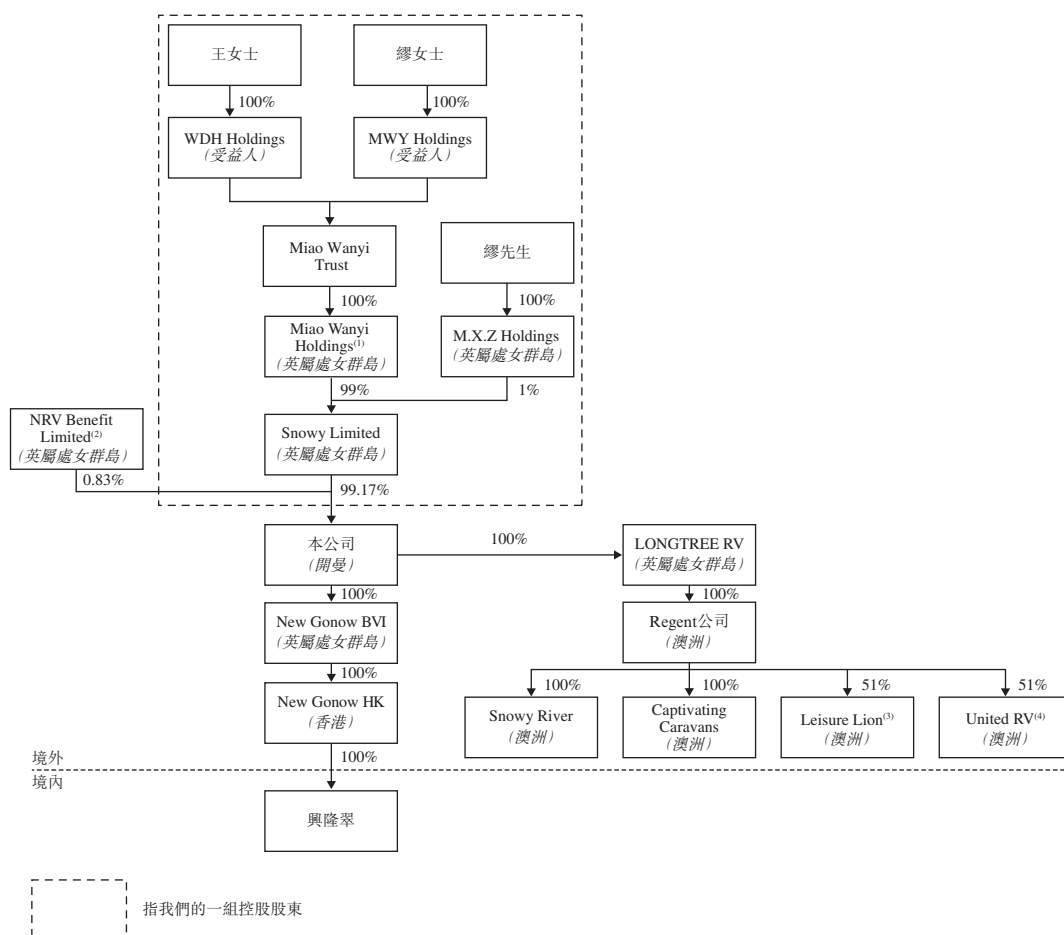 王女士
繆女士
100%
100%
WDH Holdings
(受益人)
MWY Holdings
(受益人)
Miao Wanyi
Trust
繆先生
100%
100%
Miao Wanyi
Holdings(1)
(英屬處女群島)
M.X.Z Holdings
(英屬處女群島)
99%
1%
NRV Benefit
Limited(2)
(英屬處女群島)
Snowy Limited
(英屬處女群島)
0.83%
99.17%
本公司
(開曼)
100%
LONGTREE RV
(英屬處女群島)
100%
100%
New Gonow BVI
(英屬處女群島)
Regent公司
(澳洲)
100%
100%
100%
51%
51%
New Gonow HK
(香港)
Snowy River
(澳洲)
Captivating
Caravans
(澳洲)
Leisure Lion(3)
(澳洲)
United RV(4)
(澳洲)
境外
100%
境內
興隆翠
指我們的一組控股股東